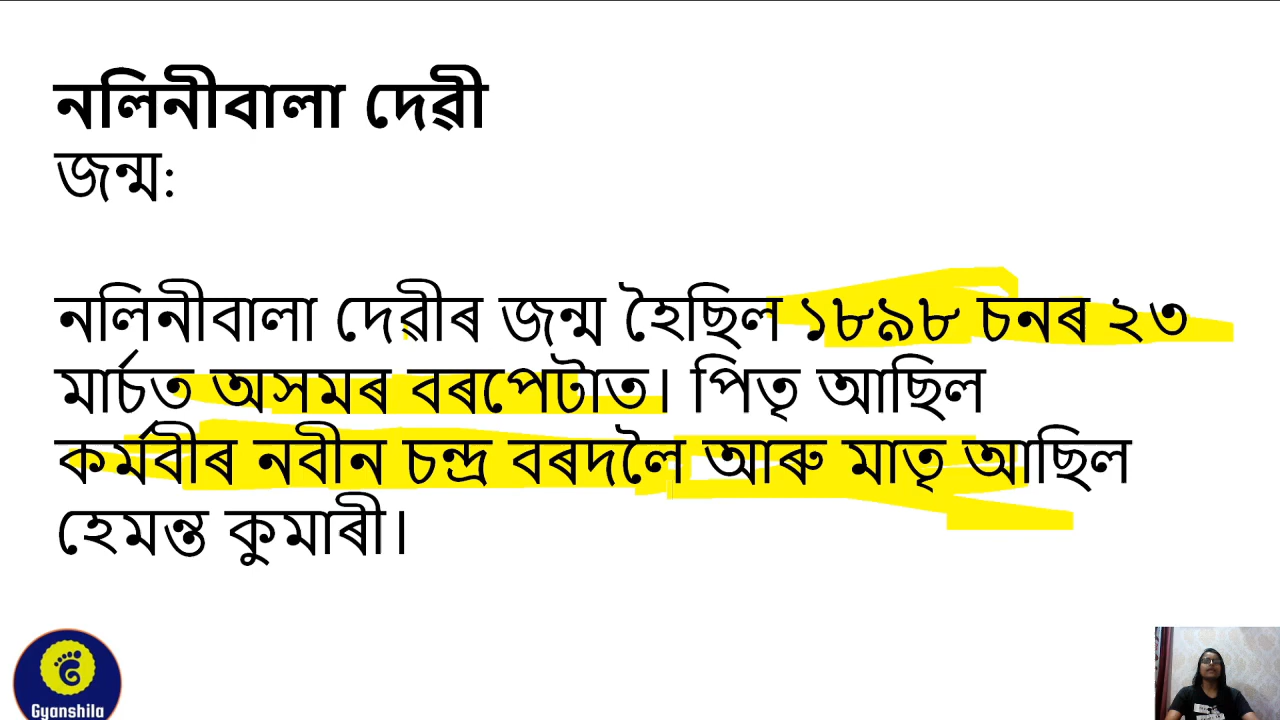 নলিনীবালা দেৱী
জন্ম:
নলিনীবালা দেৱীৰ জন্ম হৈছিল ১৮৯৮ চনৰ ২৩
মাৰ্চত অসমৰ বৰপেটাত। পিতৃ আছিল
কৰ্মবীৰ নবীন চন্দ্ৰ বৰদলৈ আৰু মাতৃ আছিল
হেমন্ত কুমাৰী।
Gyanshila